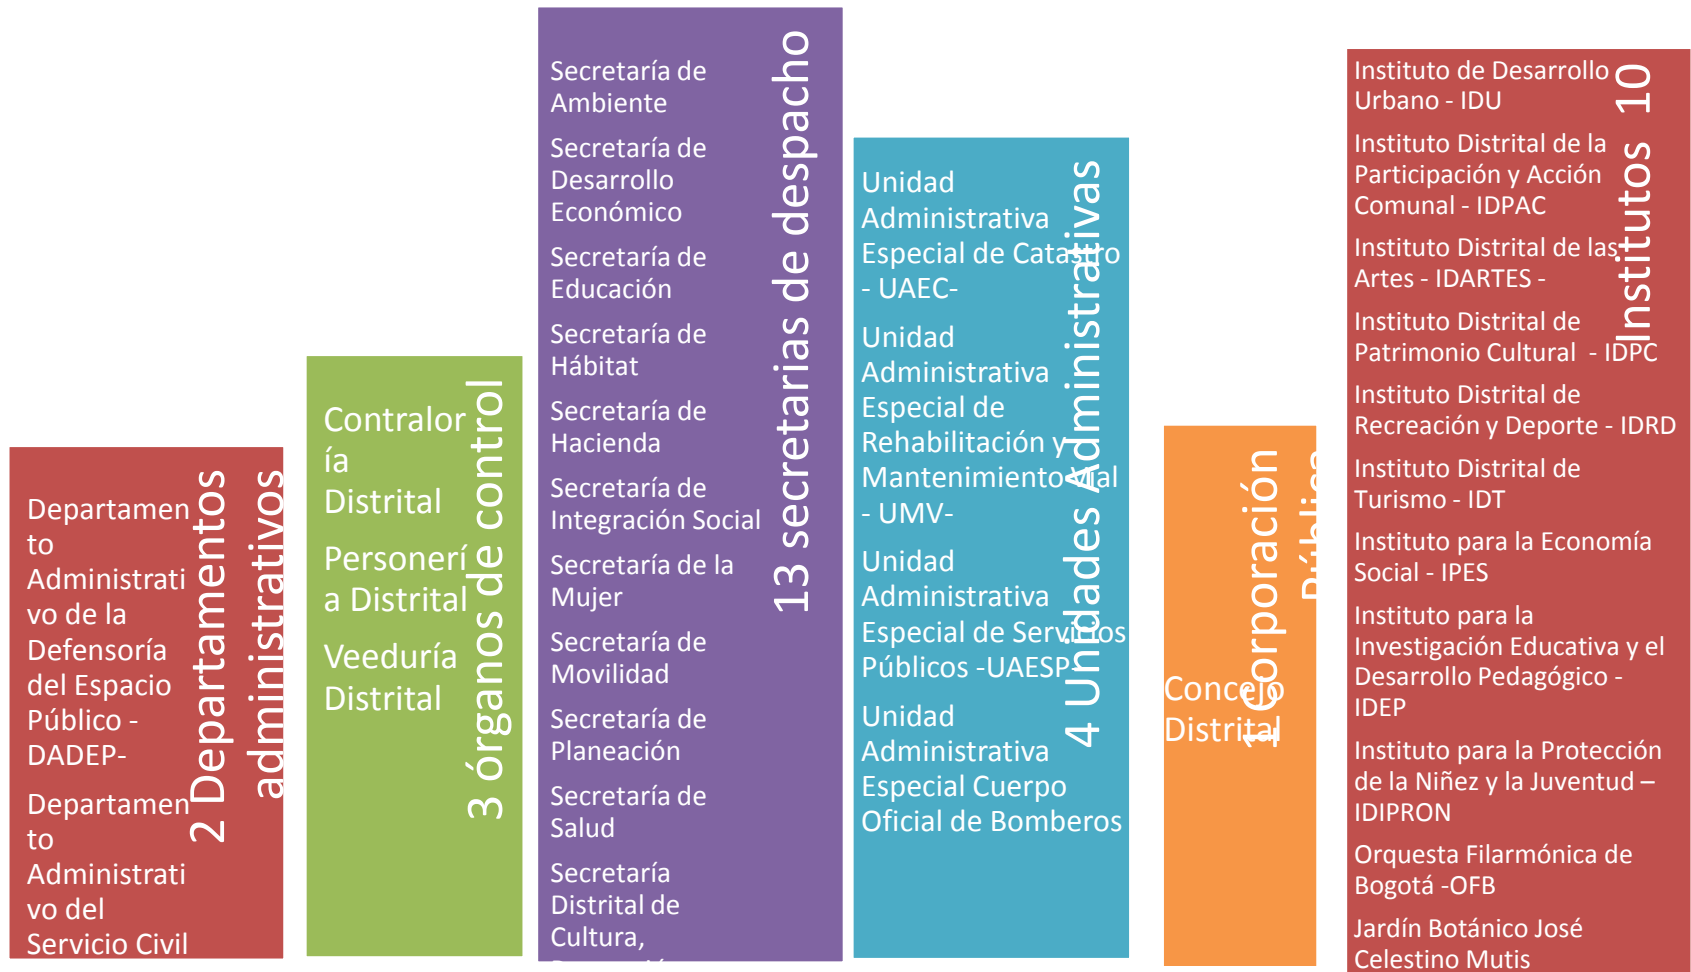 Departamen
to
Administrati
vo de la
Defensoría
del Espacio
Público -
DADEP-
Departamen
to
Administrati
vo del
Servicio Civil
2 Departamentos
administrativos
Contralor
ía
Distrital
Personerí
a Distrital
Veeduría
Distrital
3 órganos de control
Secretaría de
Ambiente
Secretaría de
Desarrollo
Económico
Secretaría de
Educación
Secretaría de
Hábitat
Secretaría de
Hacienda
Secretaría de
Integración Social
Secretaría de la
Mujer
Secretaría de
Movilidad
Secretaría de
Planeación
Secretaría de
Salud
Secretaría
Distrital de
Cultura,
13 secretarias de despacho
Unidad
Administrativa
Especial de Catastro
- UAEC-
Unidad
Administrativa
Especial de
Rehabilitación y
Mantenimiento Vial
- UMV-
Unidad
Administrativa
Especial de Servicios
Públicos -UAESP-
Unidad
Administrativa
Especial Cuerpo
Oficial de Bomberos
4 Unidades Administrativas
Concejo
Distrital
1 Corporación
Pública
Instituto de Desarrollo
Urbano - IDU
Instituto Distrital de la
Participación y Acción
Comunal - IDPAC
Instituto Distrital de las
Artes - IDARTES -
Instituto Distrital de
Patrimonio Cultural  - IDPC
Instituto Distrital de
Recreación y Deporte - IDRD
Instituto Distrital de
Turismo - IDT
Instituto para la Economía
Social - IPES
Instituto para la
Investigación Educativa y el
Desarrollo Pedagógico -
IDEP
Instituto para la Protección
de la Niñez y la Juventud –
IDIPRON
Orquesta Filarmónica de
Bogotá -OFB
Jardín Botánico José
Celestino Mutis
Institutos  10